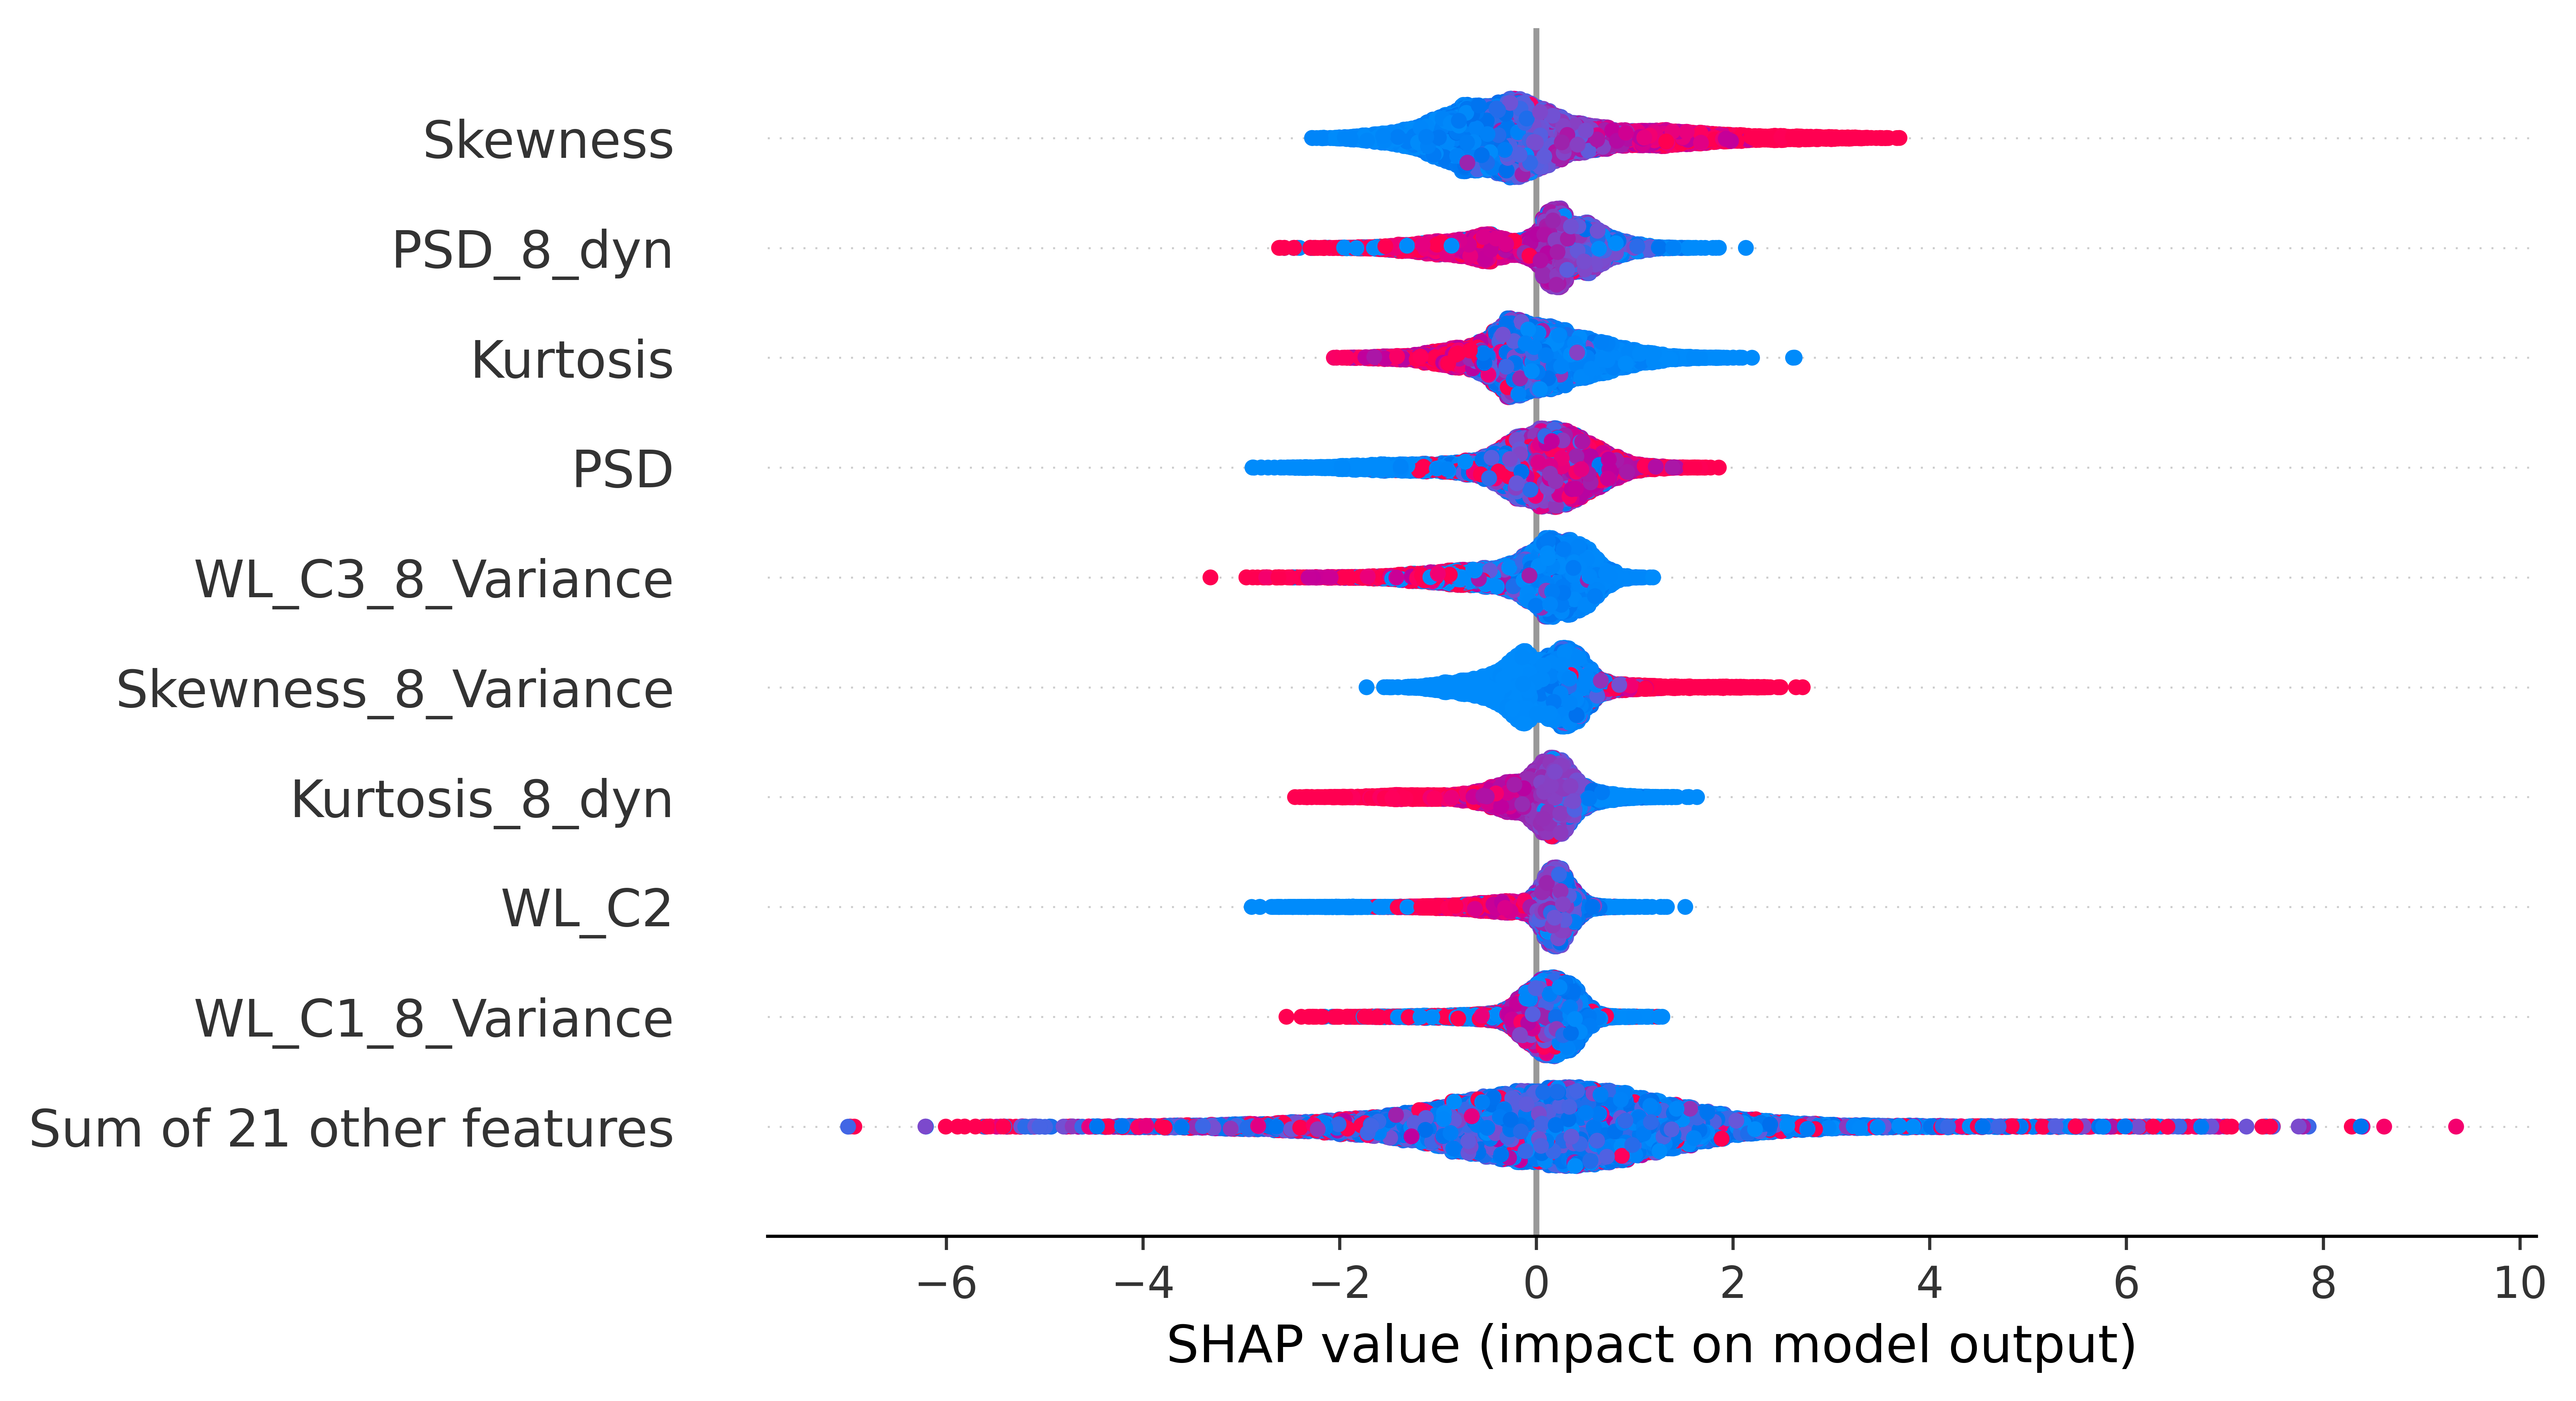 Skewness
PSD_8_dyn
Kurtosis
PSD
WL_C3_8_Variance
Skewness_8_Variance
Kurtosis_8_dyn
WL_C2
WL_C1_8_Variance
Sum of 21 other features
−6 −4 −2 0 2 4 6 8 10
SHAP value (impact on model output)